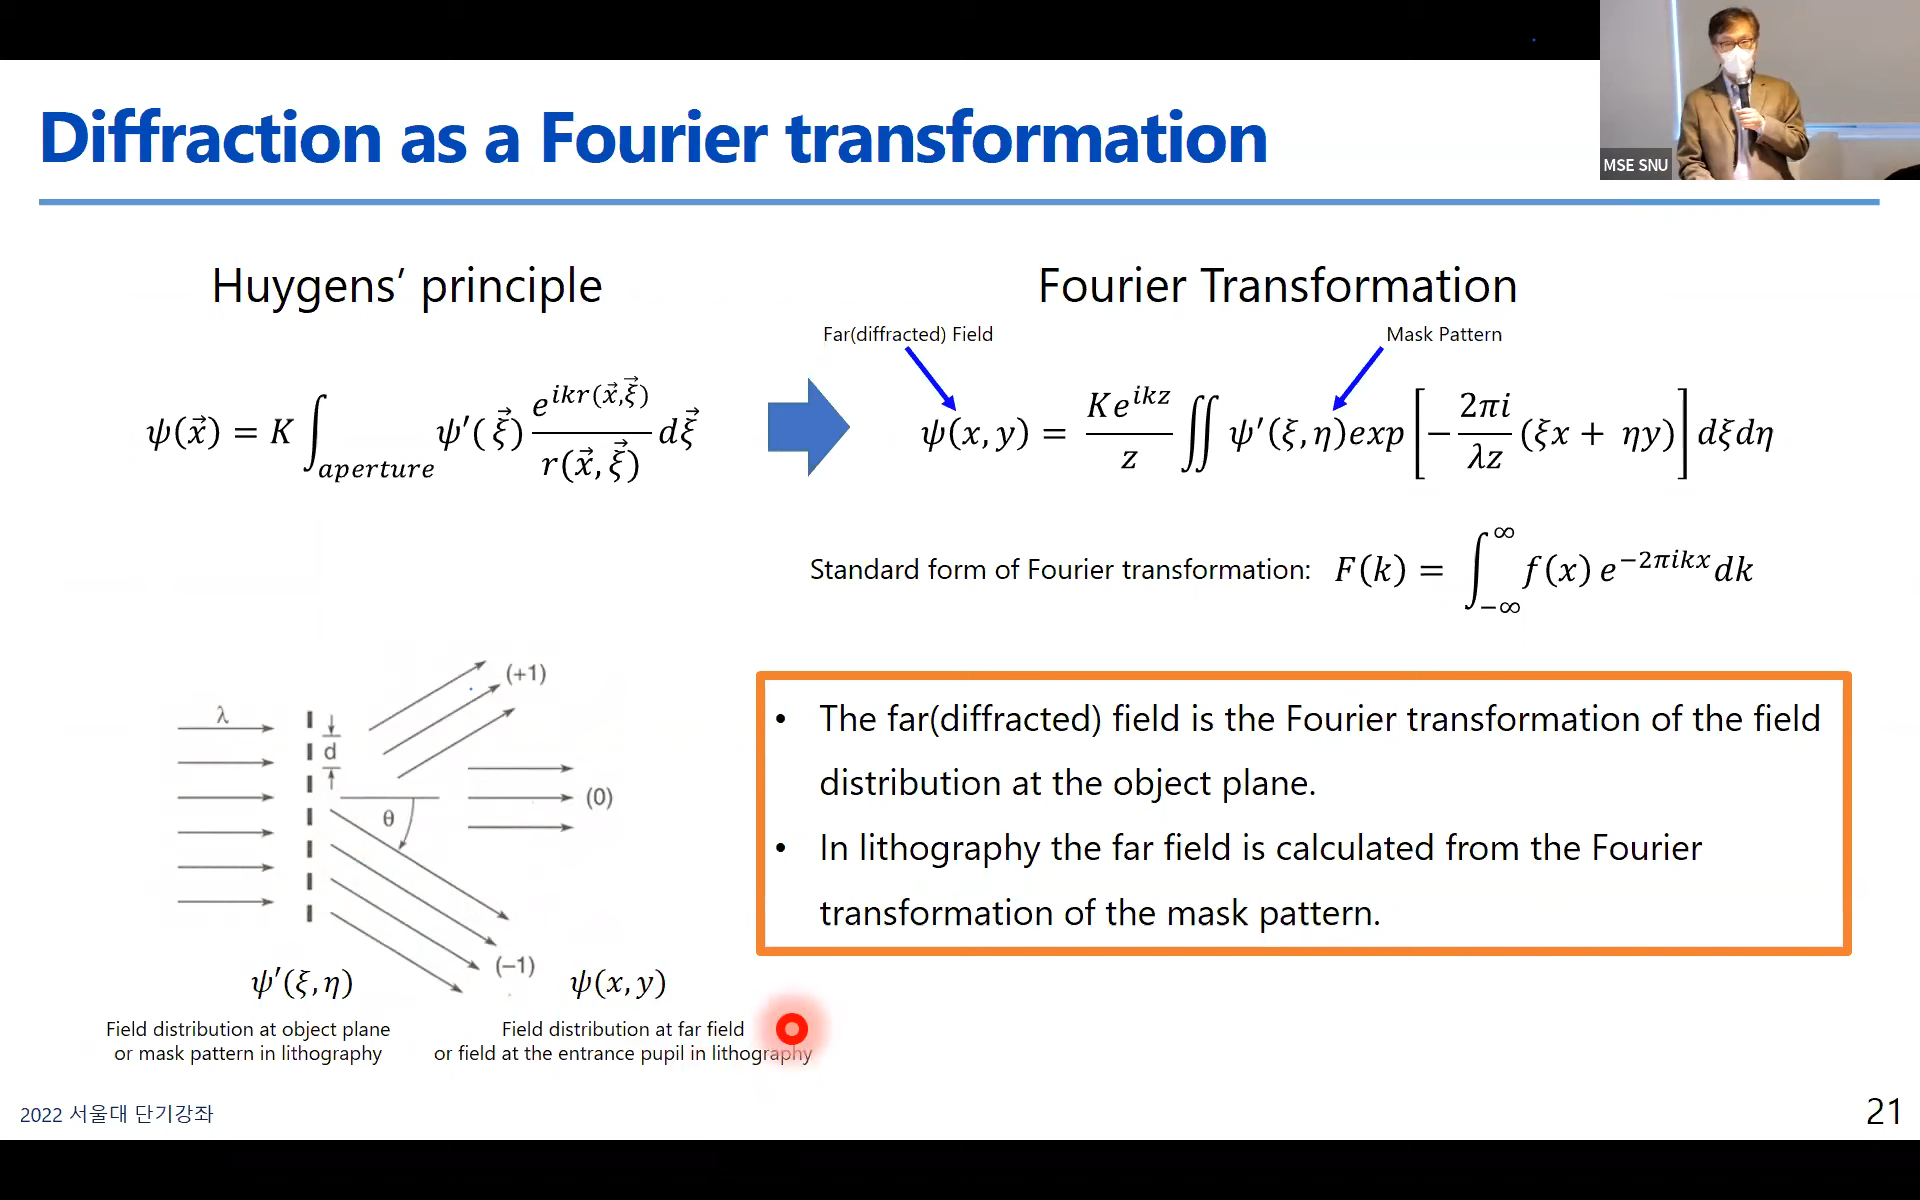 MSE SNU
Diffraction as a Fourier transformation
Huygens’ principle
Fourier Transformation
Far(diffracted) Field
Mask Pattern
ψ(x⃗) = K ∫_aperture ψ′(ξ⃗) e^{ikr(x⃗,ξ⃗)} / r(x⃗,ξ⃗) dξ⃗
ψ(x, y) = Ke^{ikz} / z ∬ ψ′(ξ, η)exp [− 2πi / λz (ξx + ηy)] dξdη
Standard form of Fourier transformation: F(k) = ∫_{−∞}^{∞} f(x) e^{−2πikx} dk
λ
d
θ
(+1)
(0)
(−1)
ψ′(ξ, η)
ψ(x, y)
Field distribution at object plane
or mask pattern in lithography
Field distribution at far field
or field at the entrance pupil in lithography
• The far(diffracted) field is the Fourier transformation of the field
distribution at the object plane.
• In lithography the far field is calculated from the Fourier
transformation of the mask pattern.
2022 서울대 단기강좌
21